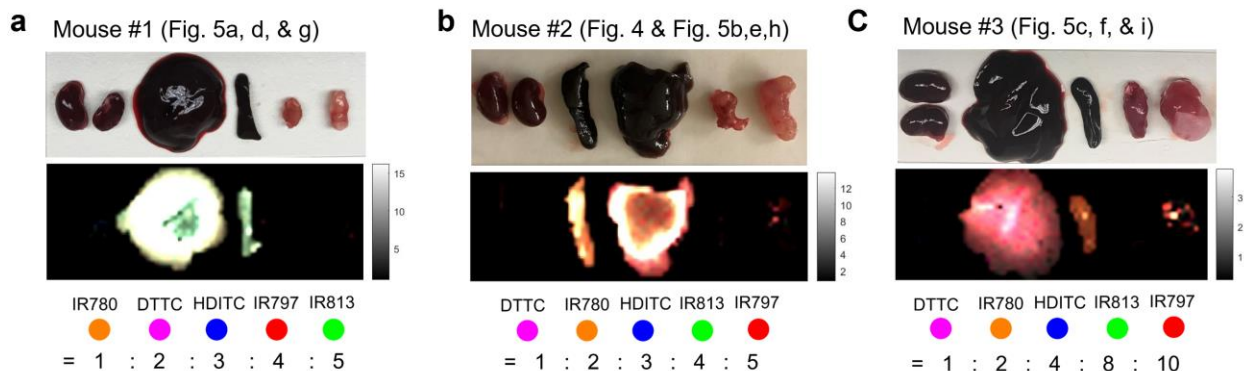 a Mouse #1 (Fig. 5a, d, & g)
15
10
5
IR780 DTTC HDITC IR797 IR813
= 1 : 2 : 3 : 4 : 5
b Mouse #2 (Fig. 4 & Fig. 5b,e,h)
12
10
8
6
4
2
DTTC IR780 HDITC IR813 IR797
= 1 : 2 : 3 : 4 : 5
C Mouse #3 (Fig. 5c, f, & i)
3
2
1
DTTC IR780 HDITC IR813 IR797
= 1 : 2 : 4 : 8 : 10